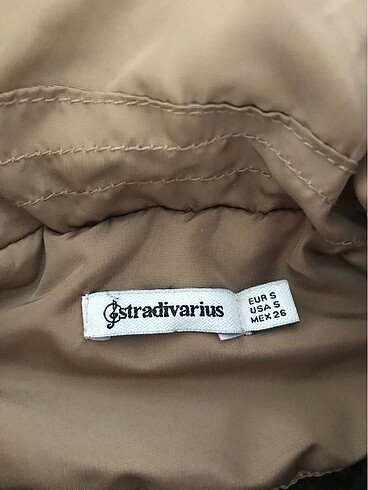 stradivarius
EUR S
USA S
MEX 26